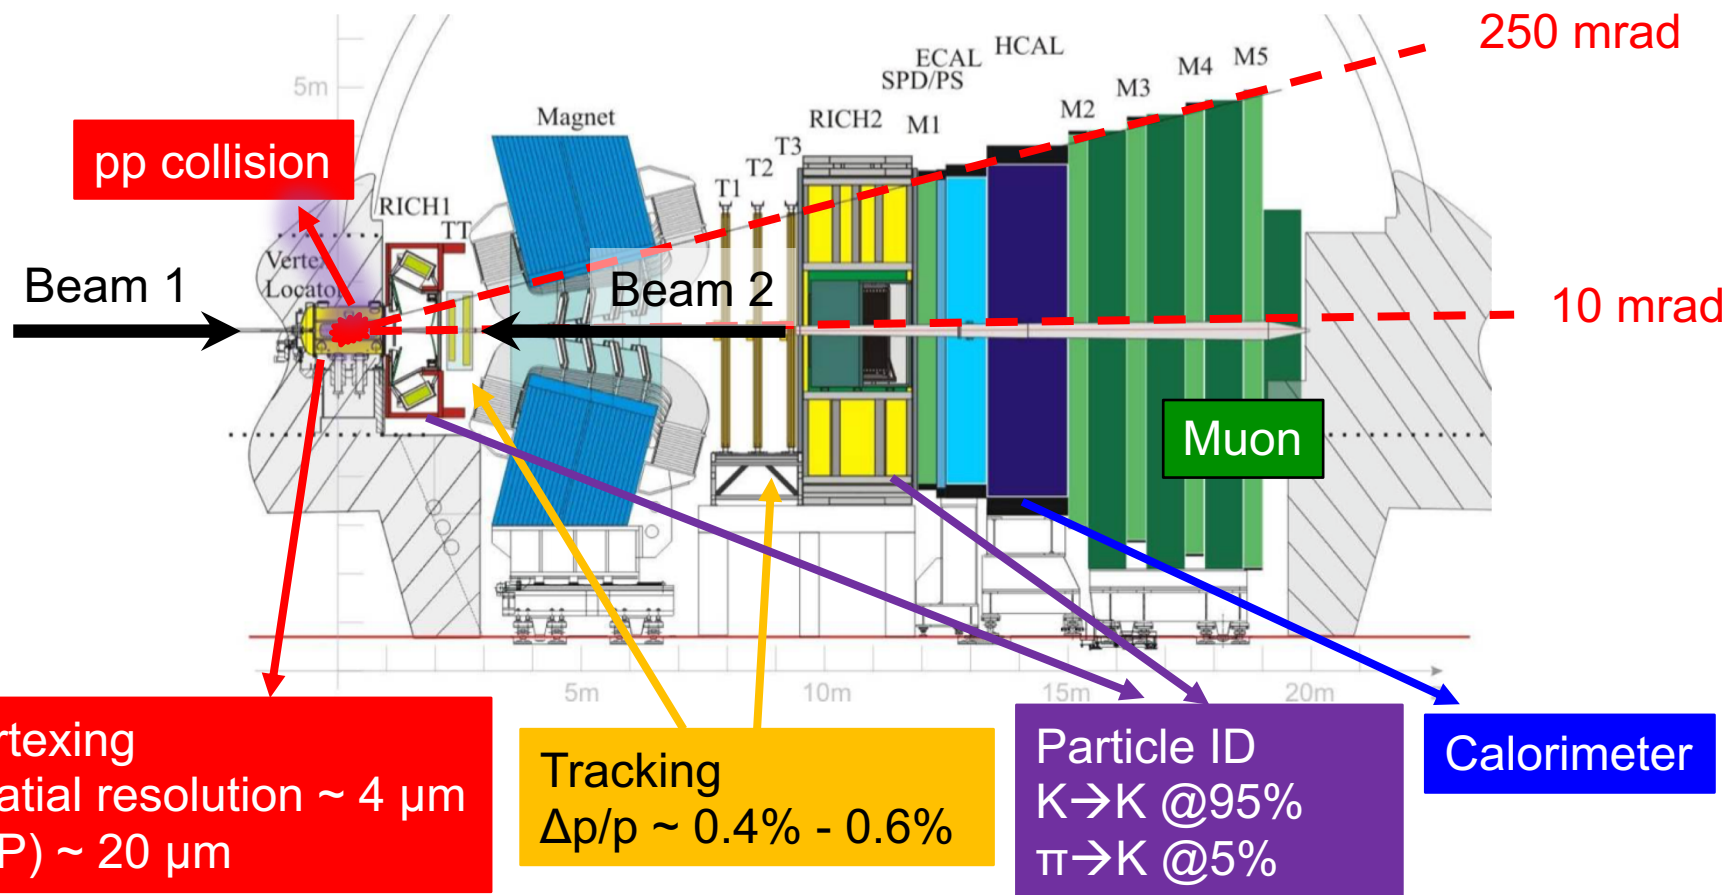 250 mrad
HCAL
ECAL
SPD/PS
M5
M4
M3
M2
5m
Magnet
RICH2
M1
pp collision
T3
T2
T1
RICH1
TT
Vertex
Locator
Beam 1
Beam 2
10 mrad
Muon
5m
10m
15m
20m
rtexing
atial resolution ~ 4 μm
P) ~ 20 μm
Tracking
Δp/p ~ 0.4% - 0.6%
Particle ID
K→K @95%
π→K @5%
Calorimeter